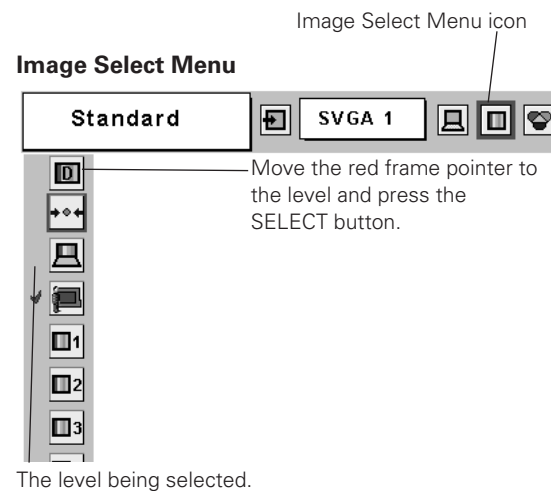 Image Select Menu icon
Image Select Menu
Standard
SVGA 1
D
Move the red frame pointer to
the level and press the
SELECT button.
1
2
3
The level being selected.